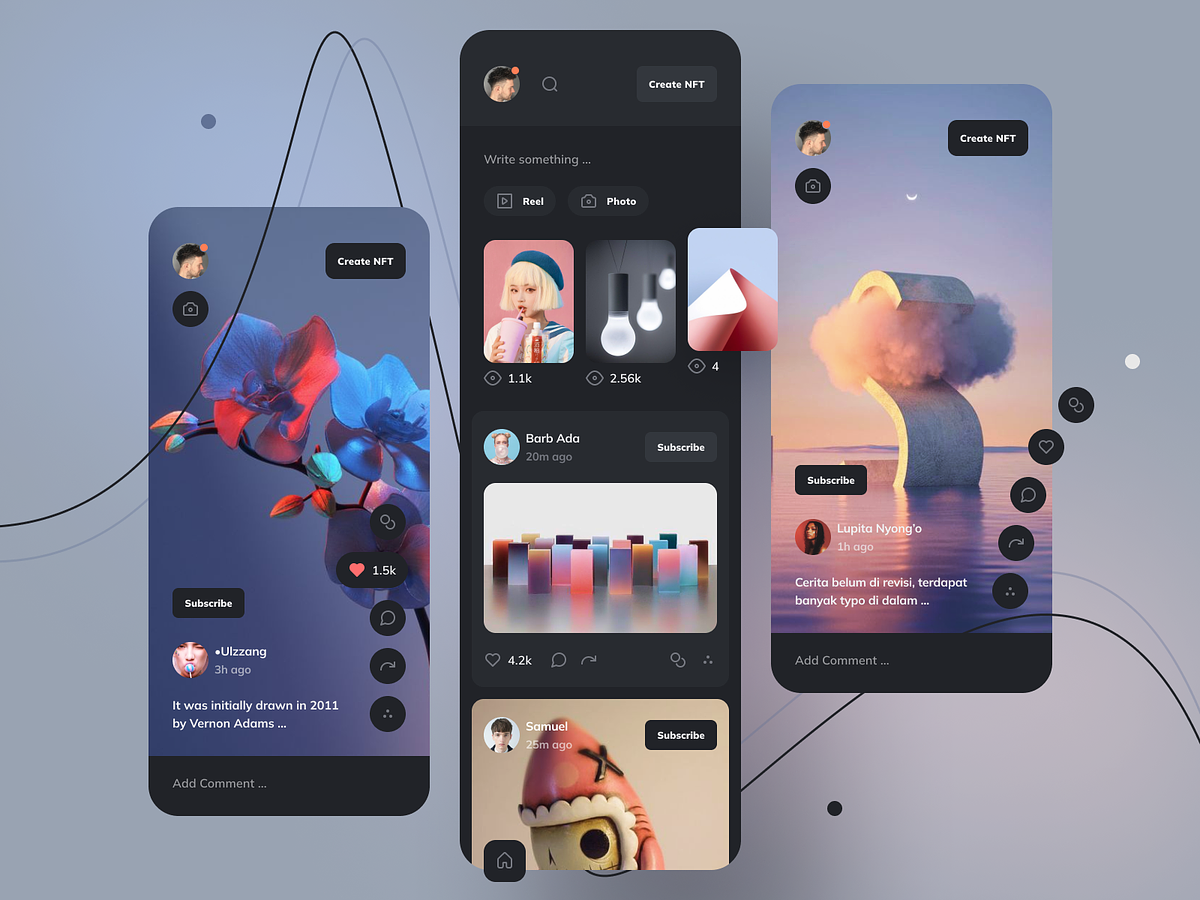 Create NFT
Subscribe
•Ulzzang
3h ago
It was initially drawn in 2011
by Vernon Adams ...
1.5k
Add Comment ...
Create NFT
Write something ...
Reel
Photo
1.1k
2.56k
4
Barb Ada
20m ago
Subscribe
4.2k
Samuel
25m ago
Subscribe
Create NFT
Subscribe
Lupita Nyong’o
1h ago
Cerita belum di revisi, terdapat
banyak typo di dalam ...
Add Comment ...